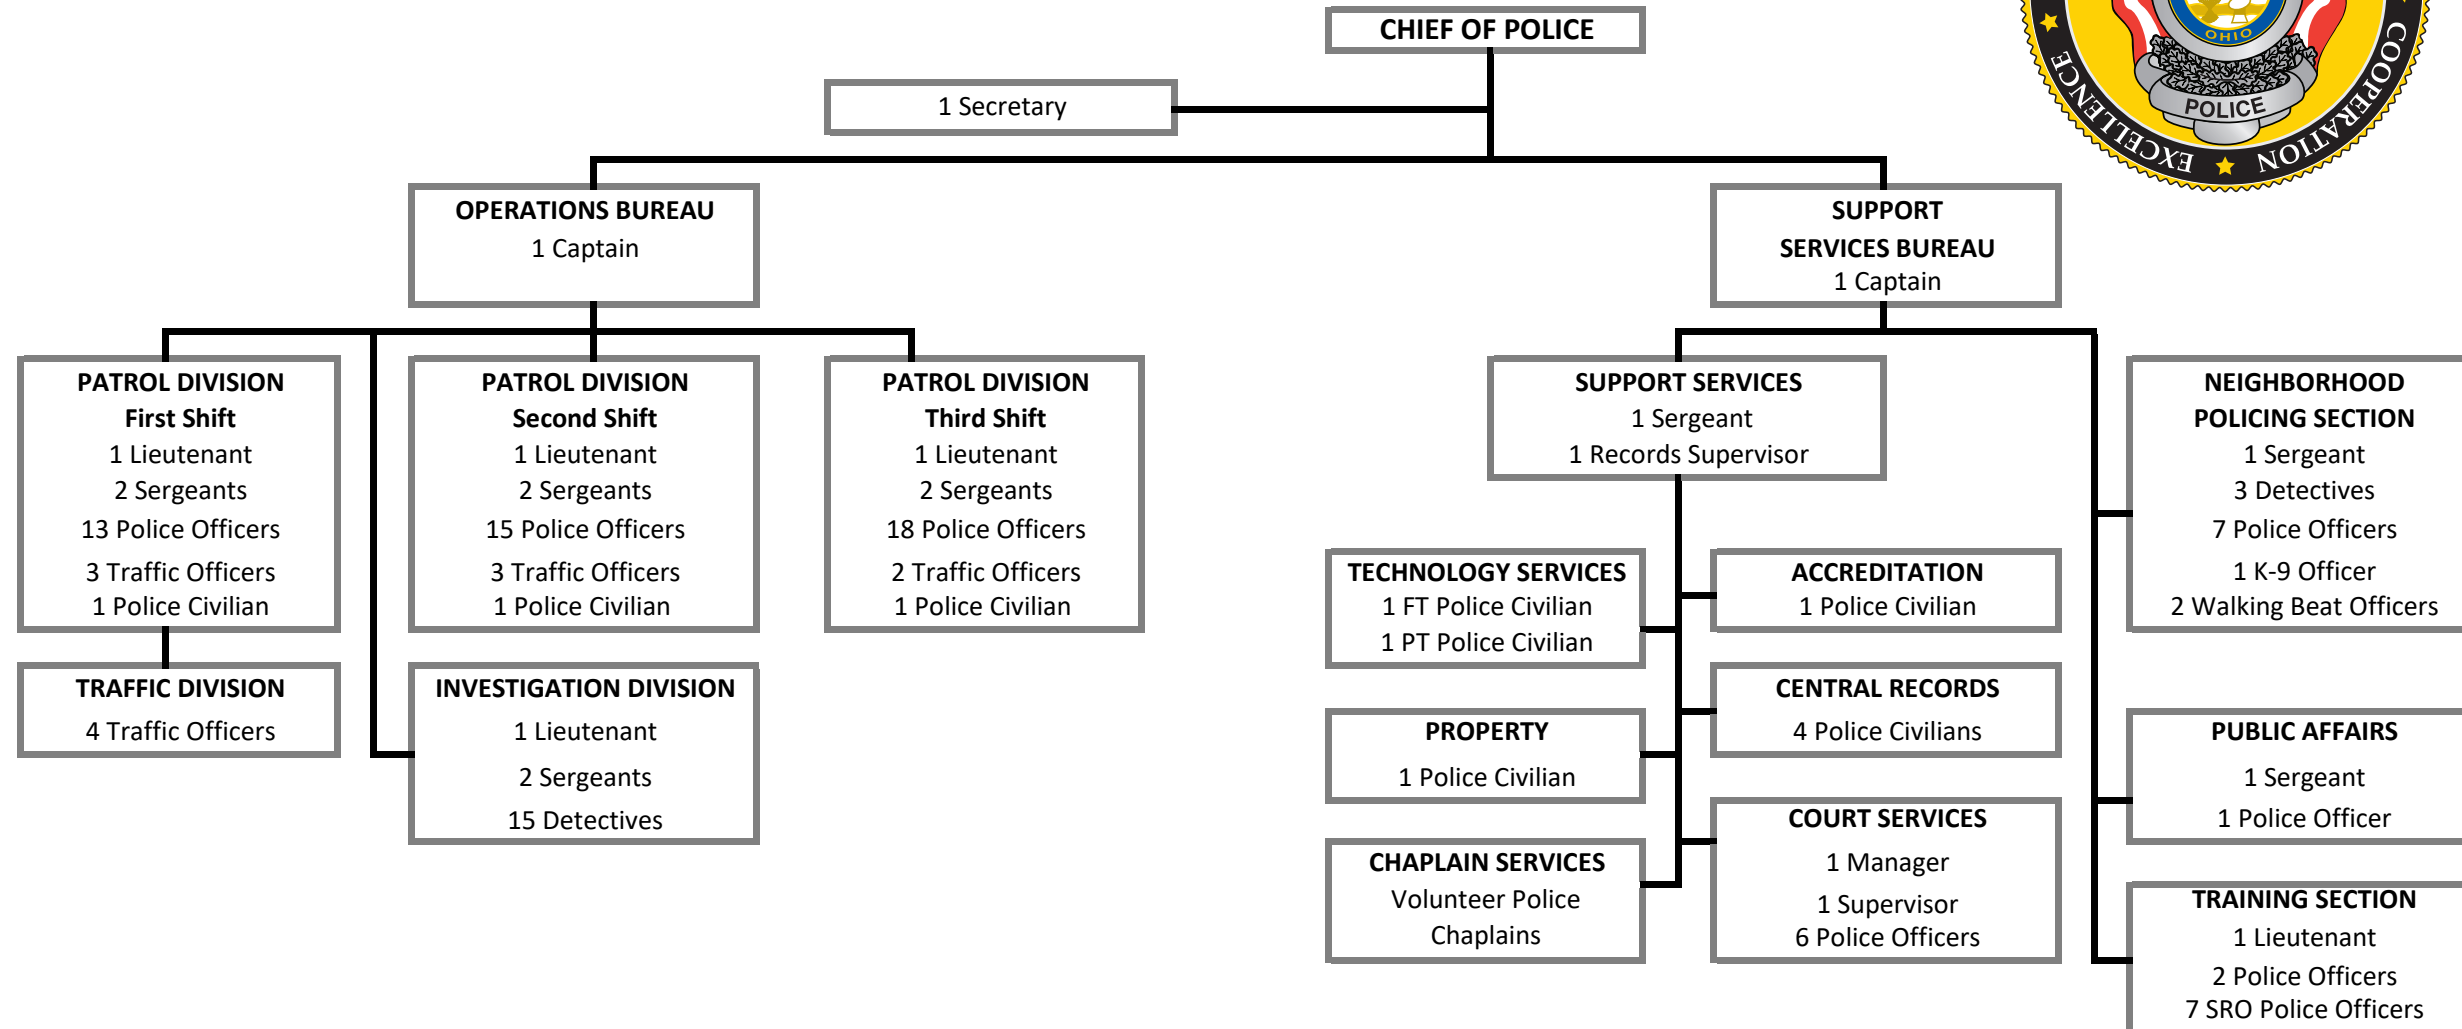 CHIEF OF POLICE
1 Secretary
OHIO
POLICE
EXCELLENCE ★ COOPERATION
OPERATIONS BUREAU
1 Captain
SUPPORT
SERVICES BUREAU
1 Captain
PATROL DIVISION
First Shift
1 Lieutenant
2 Sergeants
13 Police Officers
3 Traffic Officers
1 Police Civilian
PATROL DIVISION
Second Shift
1 Lieutenant
2 Sergeants
15 Police Officers
3 Traffic Officers
1 Police Civilian
PATROL DIVISION
Third Shift
1 Lieutenant
2 Sergeants
18 Police Officers
2 Traffic Officers
1 Police Civilian
TRAFFIC DIVISION
4 Traffic Officers
INVESTIGATION DIVISION
1 Lieutenant
2 Sergeants
15 Detectives
SUPPORT SERVICES
1 Sergeant
1 Records Supervisor
TECHNOLOGY SERVICES
1 FT Police Civilian
1 PT Police Civilian
ACCREDITATION
1 Police Civilian
PROPERTY
1 Police Civilian
CENTRAL RECORDS
4 Police Civilians
CHAPLAIN SERVICES
Volunteer Police
Chaplains
COURT SERVICES
1 Manager
1 Supervisor
6 Police Officers
NEIGHBORHOOD
POLICING SECTION
1 Sergeant
3 Detectives
7 Police Officers
1 K-9 Officer
2 Walking Beat Officers
PUBLIC AFFAIRS
1 Sergeant
1 Police Officer
TRAINING SECTION
1 Lieutenant
2 Police Officers
7 SRO Police Officers